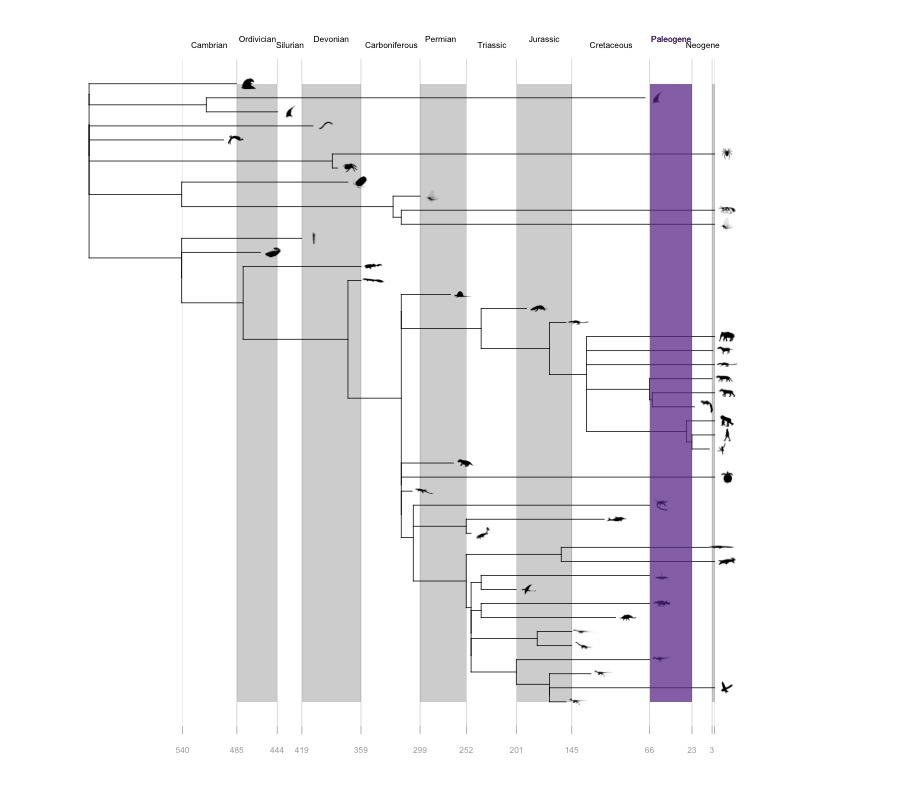 Ordivician Devonian Permian Jurassic Paleogene
Cambrian Silurian Carboniferous Triassic Cretaceous Neogene
540 485 444 419 359 299 252 201 145 66 23 3